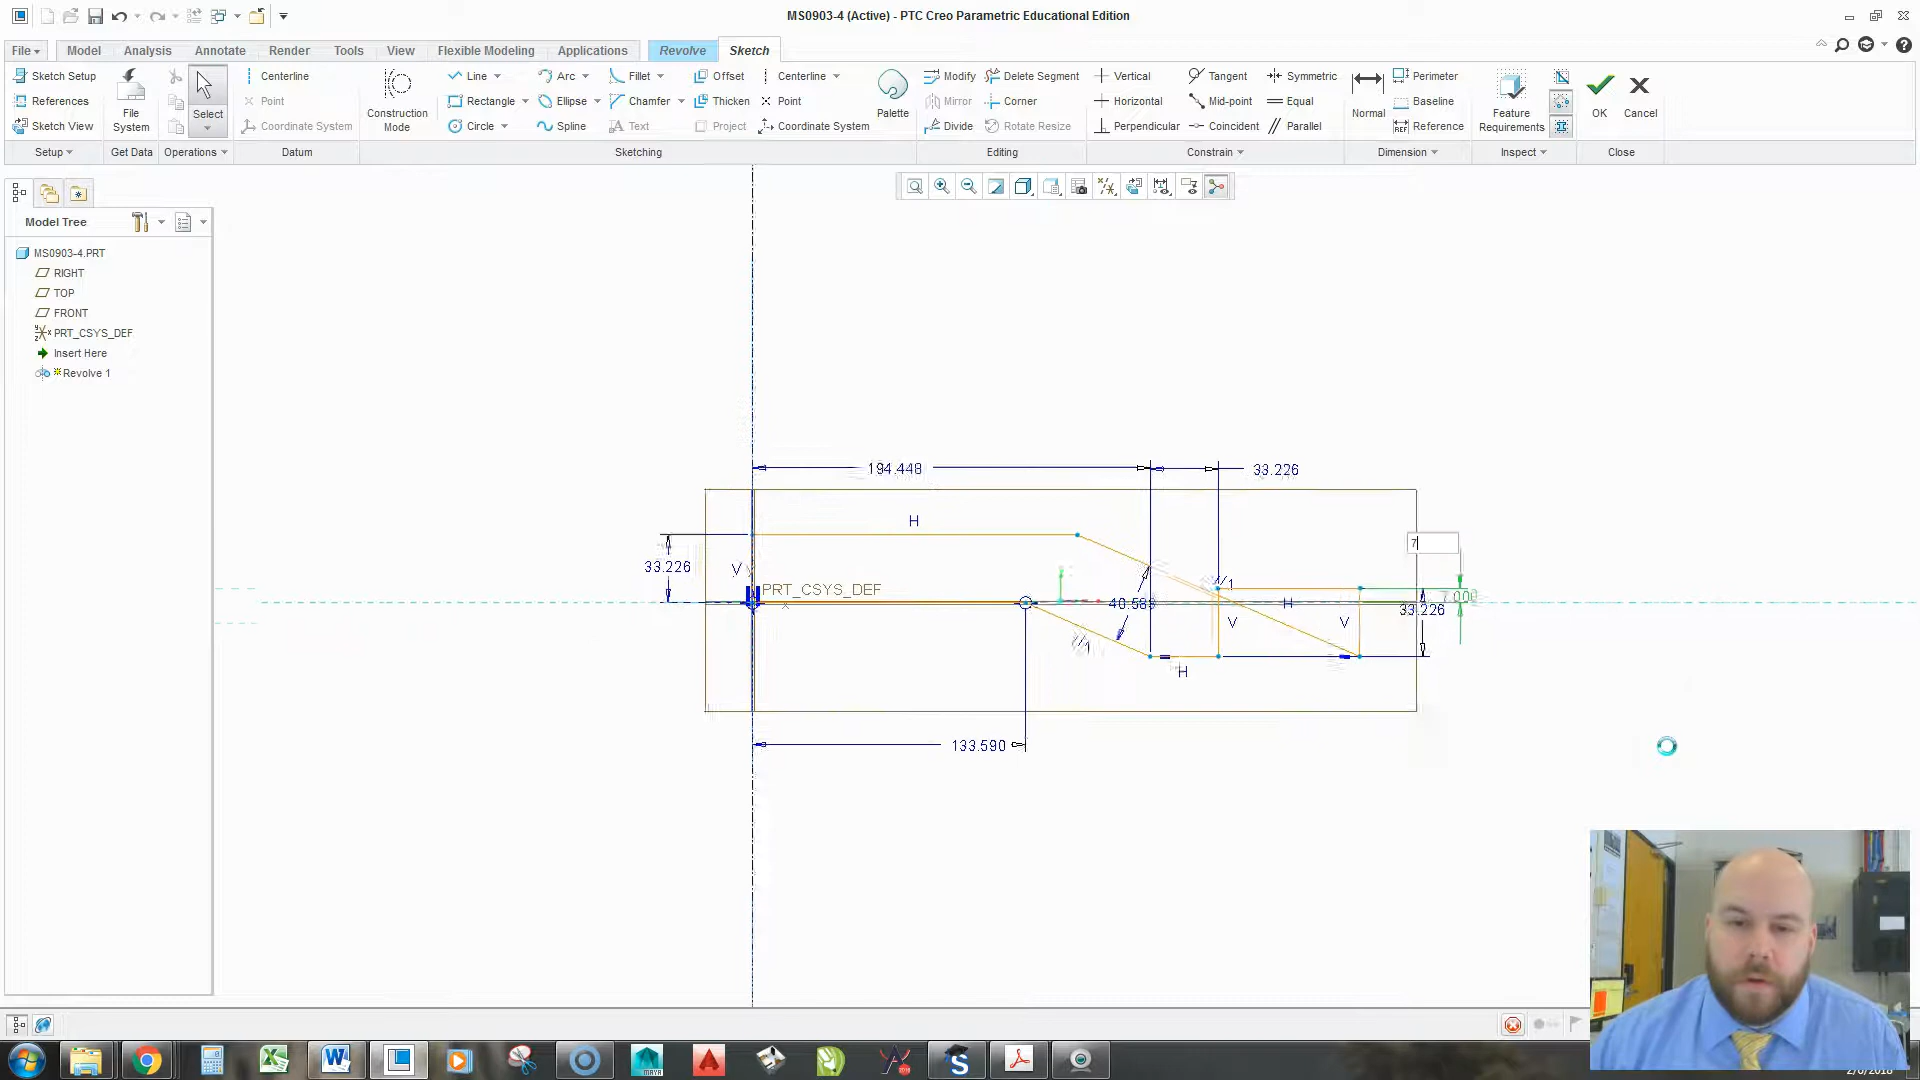 MS0903-4 (Active) - PTC Creo Parametric Educational Edition
File Model Analysis Annotate Render Tools View Flexible Modeling Applications Revolve Sketch
Sketch Setup
References
Sketch View
File System
Select
Centerline
Point
Coordinate System
Construction Mode
Line Arc Fillet Offset Centerline
Rectangle Ellipse Chamfer Thicken Point
Circle Spline Text Project Coordinate System
Palette
Modify Delete Segment
Mirror Corner
Divide Rotate Resize
Vertical Tangent Symmetric
Horizontal Mid-point Equal
Perpendicular Coincident Parallel
Normal
Perimeter
Baseline
REF Reference
Feature Requirements
OK Cancel
Setup Get Data Operations Datum Sketching Editing Constrain Dimension Inspect Close
Model Tree
MS0903-4.PRT
RIGHT
TOP
FRONT
PRT_CSYS_DEF
Insert Here
Revolve 1
194.448 33.226
H
7
33.226 V
PRT_CSYS_DEF
//1
40.583 H 7.000
33.226
V V
//1
H
133.590